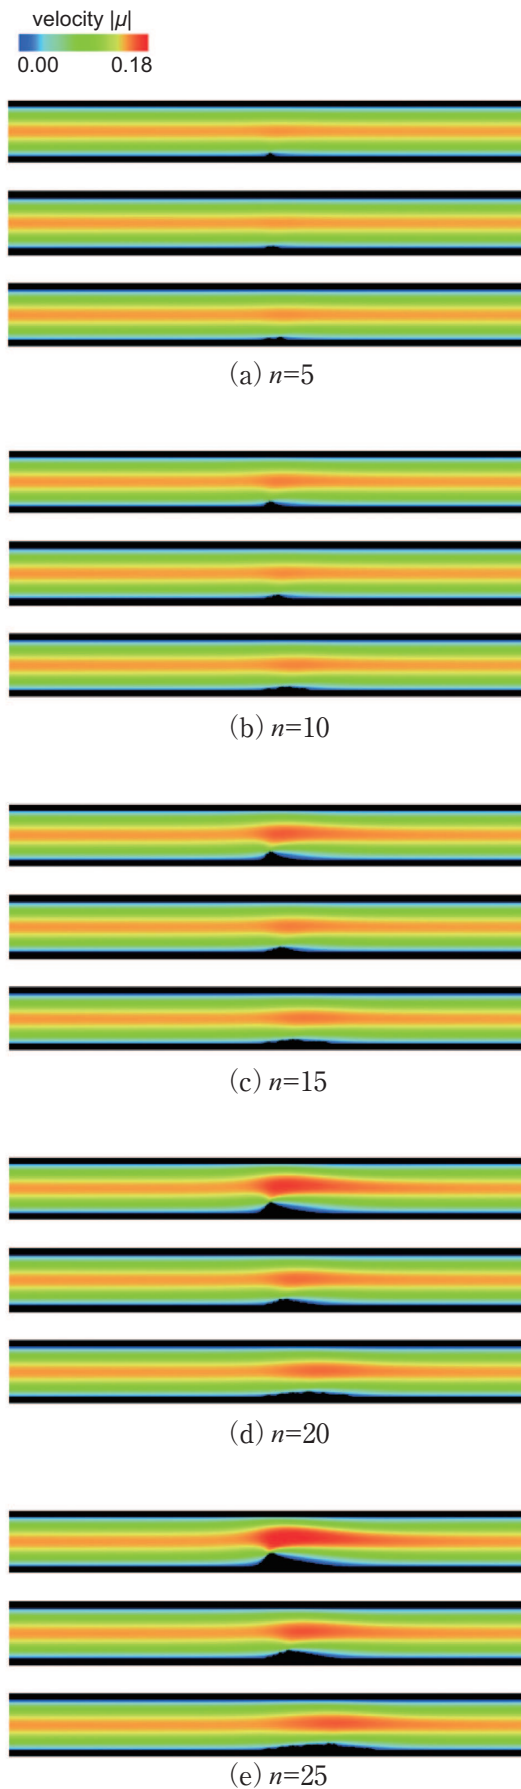 velocity |μ|
0.00 0.18
(a) n=5
(b) n=10
(c) n=15
(d) n=20
(e) n=25